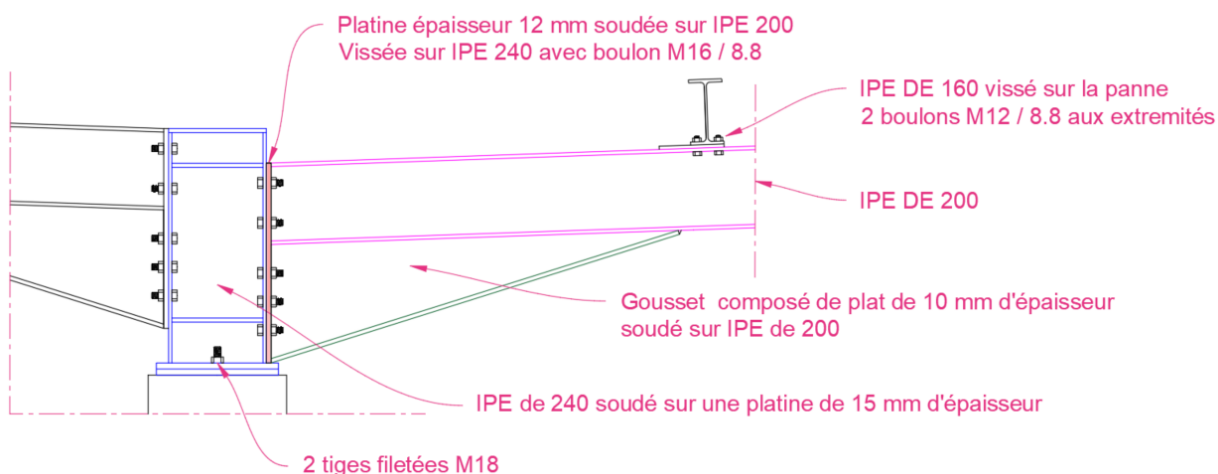 Platine épaisseur 12 mm soudée sur IPE 200
Vissée sur IPE 240 avec boulon M16 / 8.8
IPE DE 160 vissé sur la panne
2 boulons M12 / 8.8 aux extrémités
IPE DE 200
Gousset composé de plat de 10 mm d'épaisseur
soudé sur IPE de 200
IPE de 240 soudé sur une platine de 15 mm d'épaisseur
2 tiges filetées M18